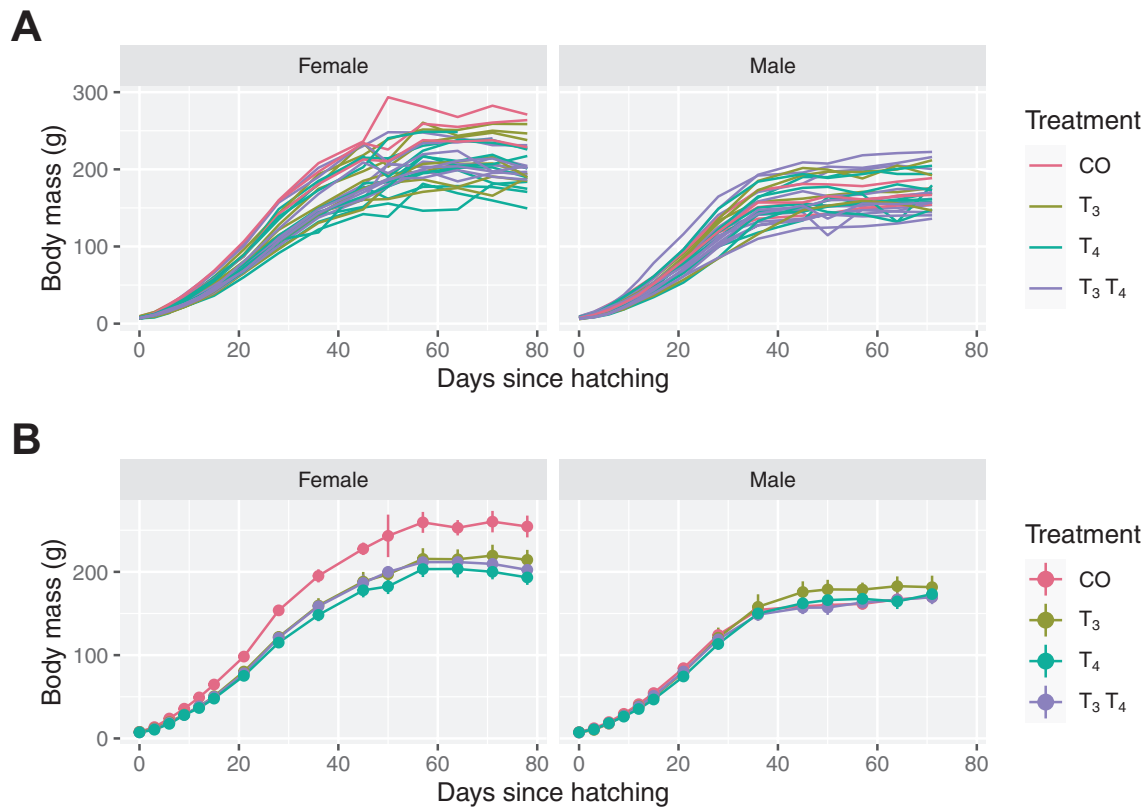 A
Female Male
300
200
100
0
Body mass (g)
0 20 40 60 80 0 20 40 60 80
Days since hatching
Treatment
CO
T3
T4
T3 T4
B
Female Male
200
100
0
Body mass (g)
0 20 40 60 80 0 20 40 60 80
Days since hatching
Treatment
CO
T3
T4
T3 T4